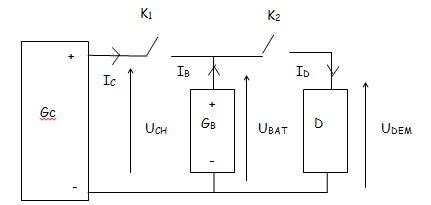 K1 K2
+ IC IB ID
GC UCH + GB - UBAT D UDEM
-